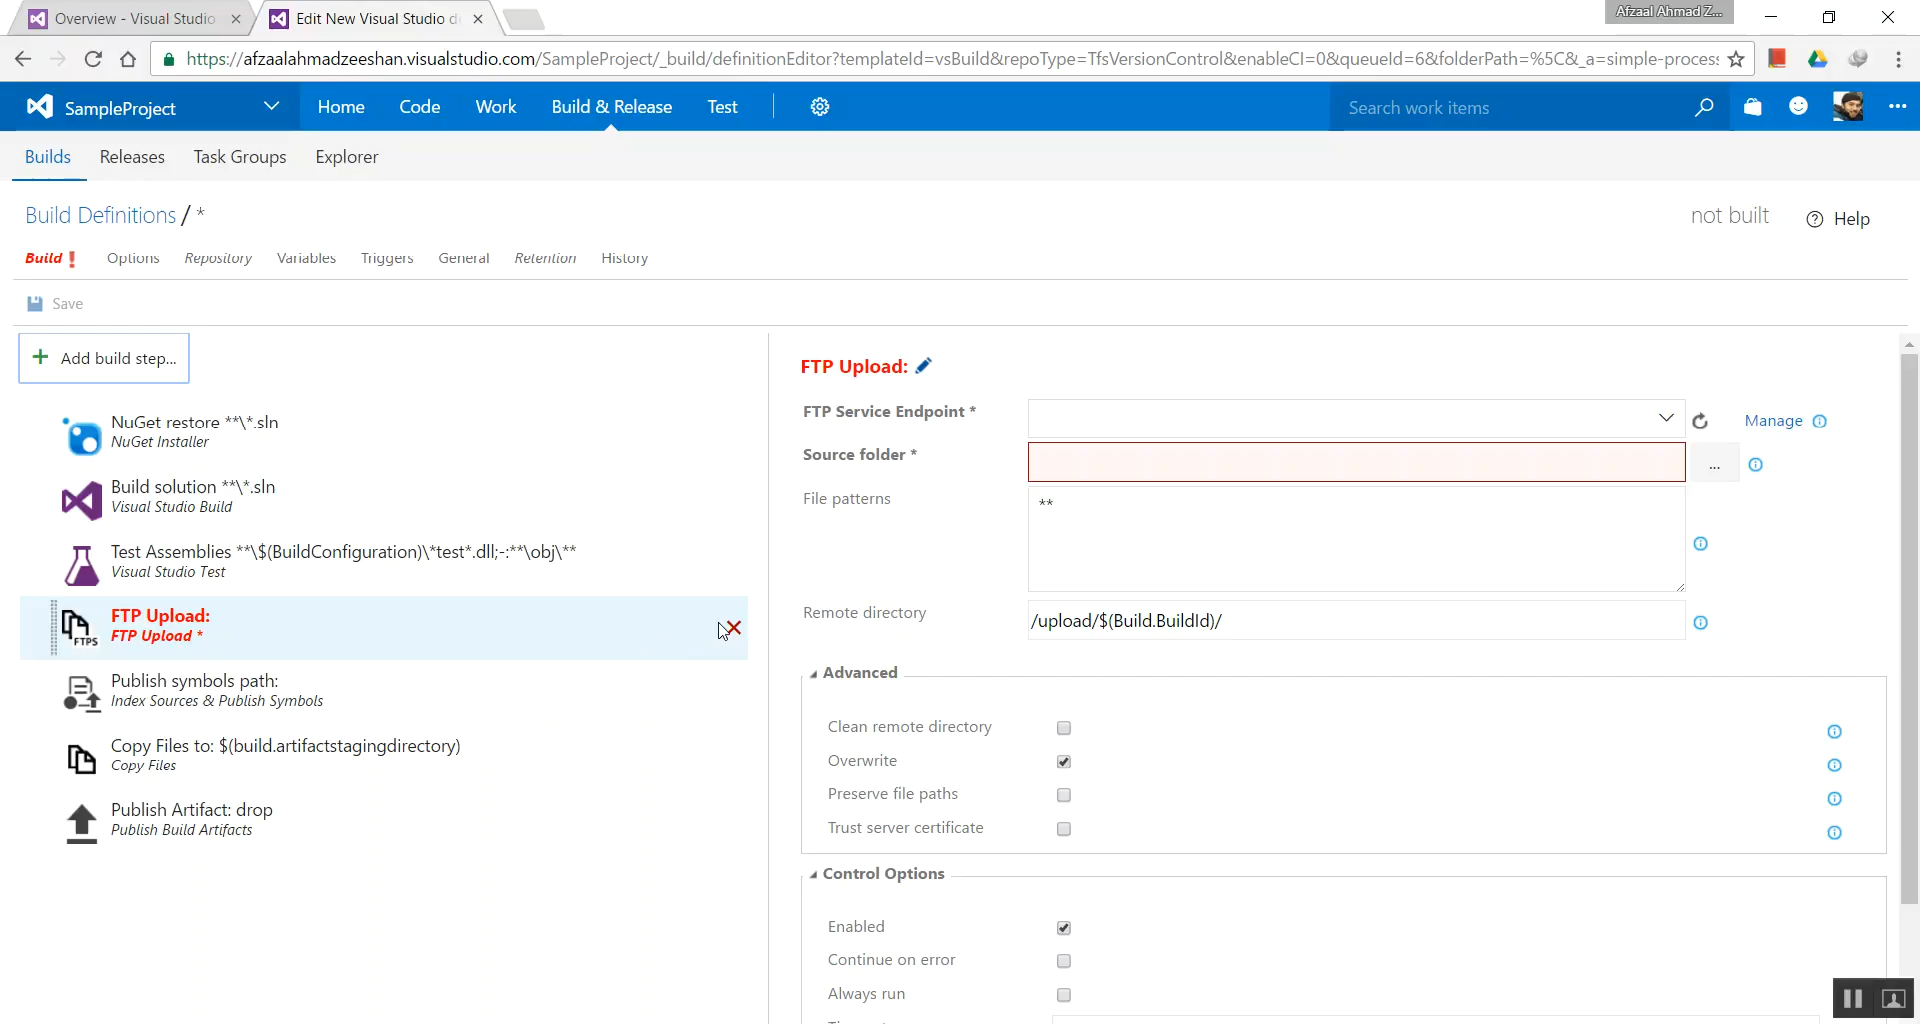 Overview - Visual Studio
Edit New Visual Studio d
Afzaal Ahmad Z...
https://afzaalahmadzeeshan.visualstudio.com/SampleProject/_build/definitionEditor?templateId=vsBuild&repoType=TfsVersionControl&enableCI=0&queueId=6&folderPath=%5C&_a=simple-process
SampleProject
Home
Code
Work
Build & Release
Test
Search work items
Builds
Releases
Task Groups
Explorer
Build Definitions / *
not built
Help
Build
Options
Repository
Variables
Triggers
General
Retention
History
Save
Add build step...
NuGet restore **\*.sln
NuGet Installer
Build solution **\*.sln
Visual Studio Build
Test Assemblies **\$(BuildConfiguration)\*test*.dll;-:**\obj\**
Visual Studio Test
FTPS
FTP Upload:
FTP Upload *
Publish symbols path:
Index Sources & Publish Symbols
Copy Files to: $(build.artifactstagingdirectory)
Copy Files
Publish Artifact: drop
Publish Build Artifacts
FTP Upload:
FTP Service Endpoint *
Manage
Source folder *
...
File patterns
**
Remote directory
/upload/$(Build.BuildId)/
Advanced
Clean remote directory
Overwrite
Preserve file paths
Trust server certificate
Control Options
Enabled
Continue on error
Always run